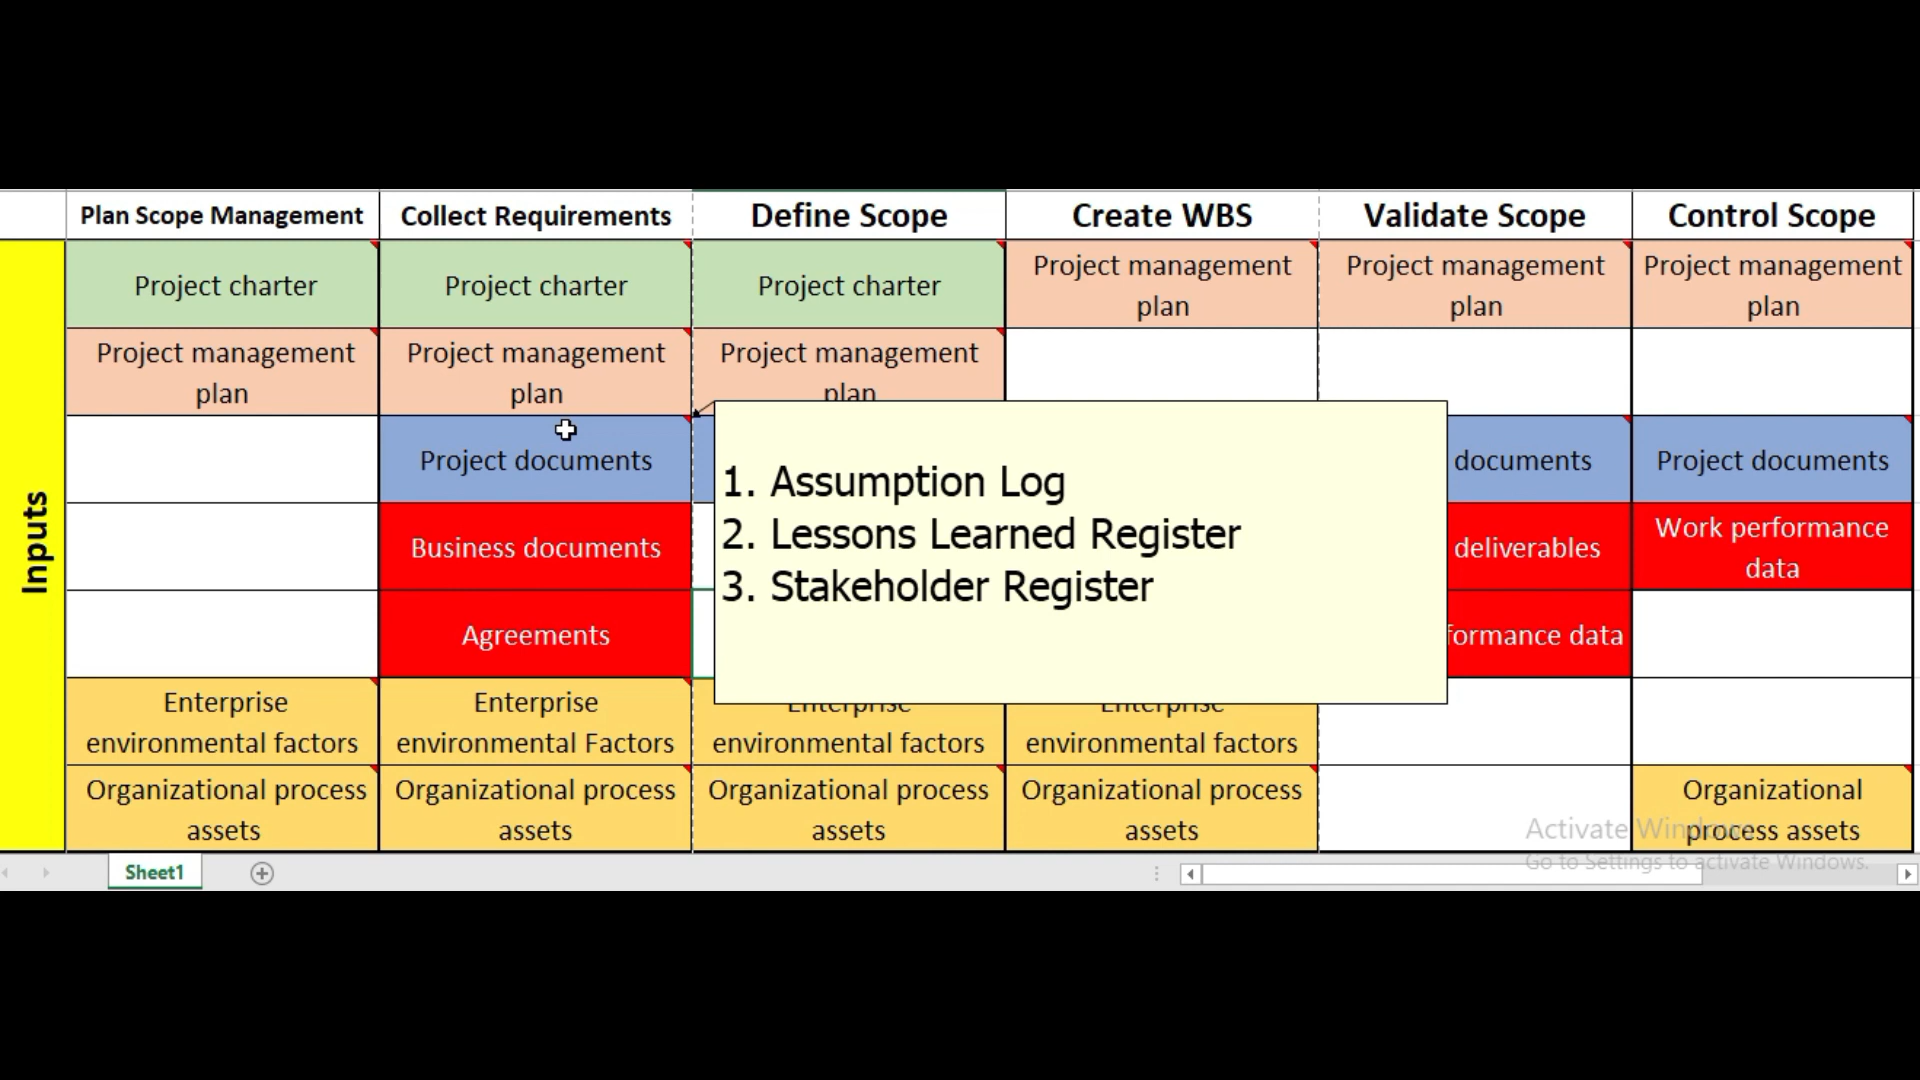 Plan Scope Management
Collect Requirements
Define Scope
Create WBS
Validate Scope
Control Scope
Inputs
Project charter
Project charter
Project charter
Project management
plan
Project management
plan
Project management
plan
Project management
plan
Project management
plan
Project management
plan
Project documents
documents
Project documents
Business documents
deliverables
Work performance
data
Agreements
formance data
1. Assumption Log
2. Lessons Learned Register
3. Stakeholder Register
Enterprise
environmental factors
Enterprise
environmental Factors
Enterprise
environmental factors
Enterprise
environmental factors
Organizational process
assets
Organizational process
assets
Organizational process
assets
Organizational process
assets
Organizational
process assets
Activate Windows
Go to Settings to activate Windows.
Sheet1